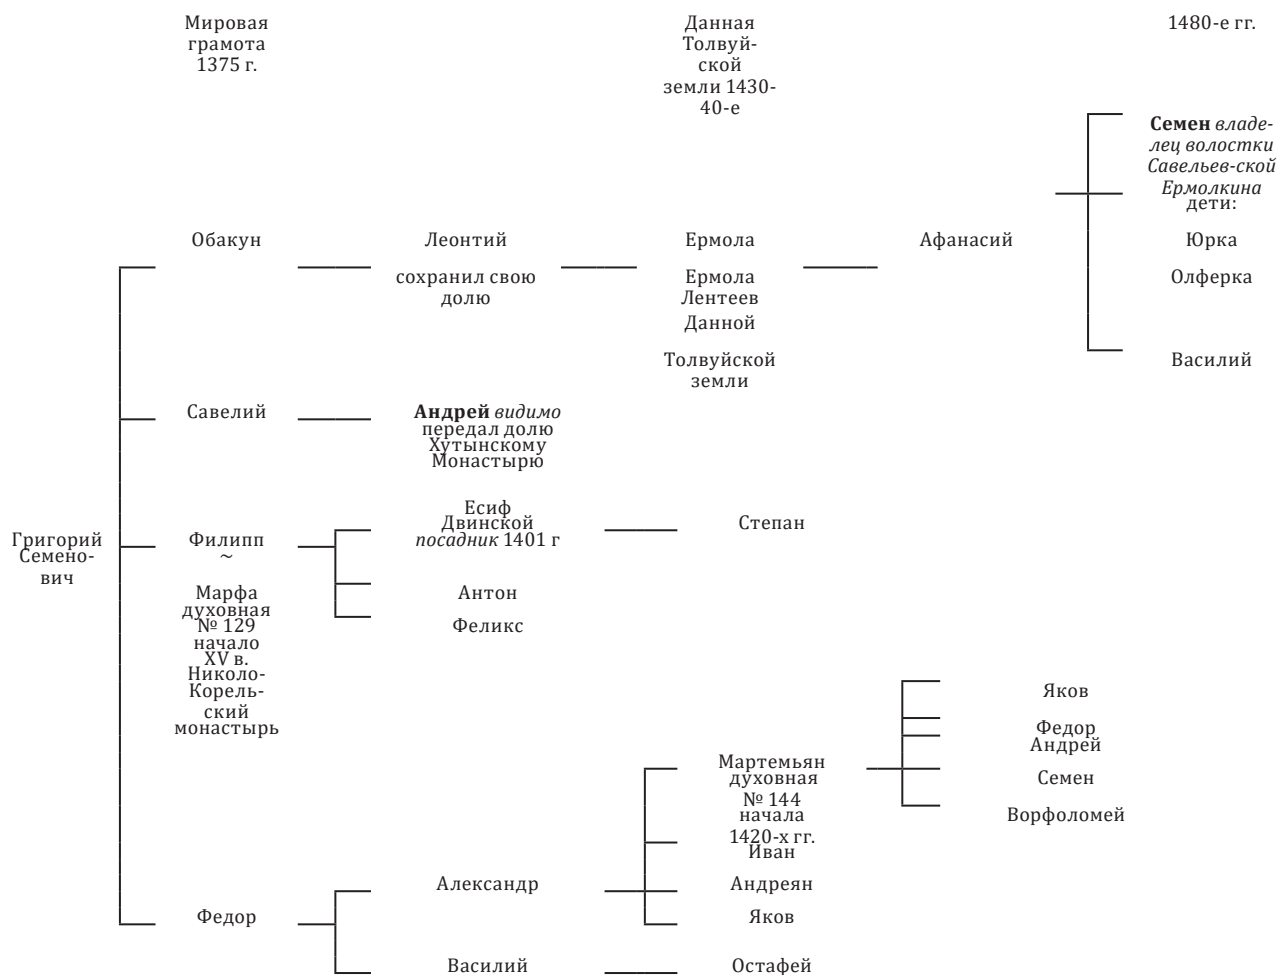 Мировая
грамота
1375 г.
Данная
Толвуй-
ской
земли 1430-
40-е
1480-е гг.
Семен владе-
лец волостки
Савельев-ской
Ермолкина
дети:
Обакун
Леонтий
Ермола
Афанасий
Юрка
сохранил свою
долю
Ермола
Лентеев
Данной
Толвуйской
земли
Олферка
Василий
Савелий
Андрей видимо
передал долю
Хутынскому
Монастырю
Григорий
Семено-
вич
Филипп
~
Марфа
духовная
№ 129
начало
XV в.
Николо-
Корель-
ский
монастырь
Есиф
Двинской
посадник 1401 г
Степан
Антон
Феликс
Мартемьян
духовная
№ 144
начала
1420-х гг.
Иван
Яков
Федор
Андрей
Семен
Ворфоломей
Федор
Александр
Андреян
Яков
Василий
Остафей